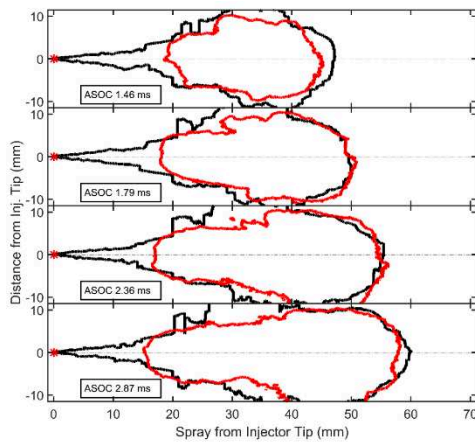 10
0
-10
ASOC 1.46 ms
10
0
-10
ASOC 1.79 ms
10
0
-10
ASOC 2.36 ms
10
0
-10
ASOC 2.87 ms
0 10 20 30 40 50 60 70
Spray from Injector Tip (mm)
Distance from Inj. Tip (mm)